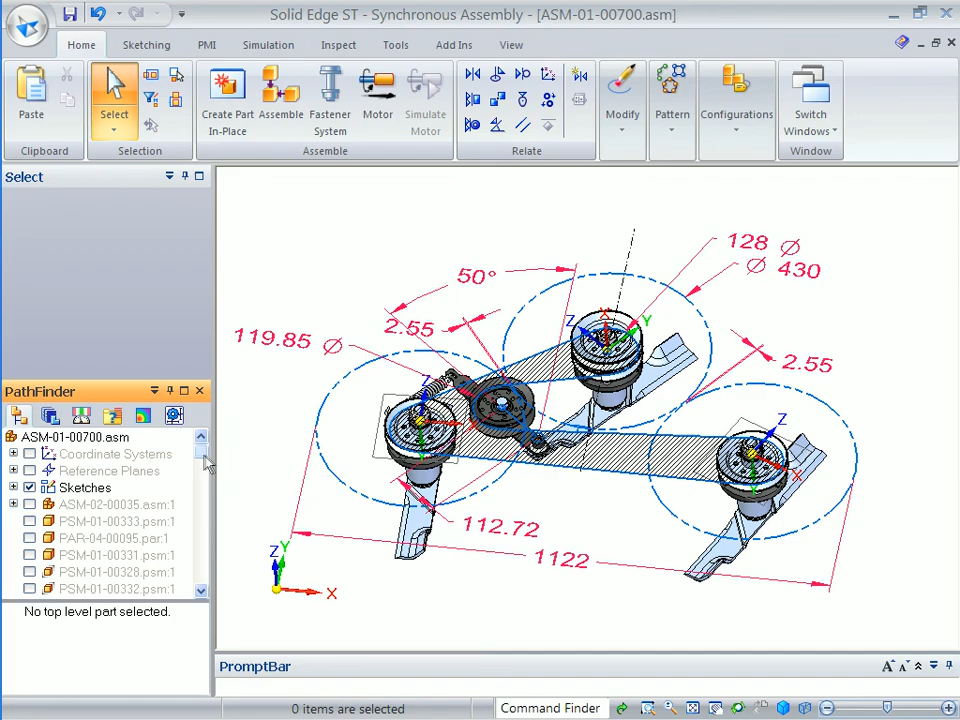 Solid Edge ST - Synchronous Assembly - [ASM-01-00700.asm]
Home Sketching PMI Simulation Inspect Tools Add Ins View
Paste
Select
Create Part In-Place
Assemble
Fastener System
Motor
Simulate Motor
Modify
Pattern
Configurations
Switch Windows
Clipboard Selection Assemble Relate Window
Select
PathFinder
ASM-01-00700.asm
Coordinate Systems
Reference Planes
Sketches
ASM-02-00035.asm:1
PSM-01-00333.psm:1
PAR-04-00095.par:1
PSM-01-00331.psm:1
PSM-01-00328.psm:1
PSM-01-00332.psm:1
No top level part selected.
128 Ø
Ø 430
50°
2.55
119.85 Ø
2.55
112.72
1122
Z
X
Y
Z
X
Y
Z
X
Y
Z
Y
X
PromptBar
0 items are selected
Command Finder